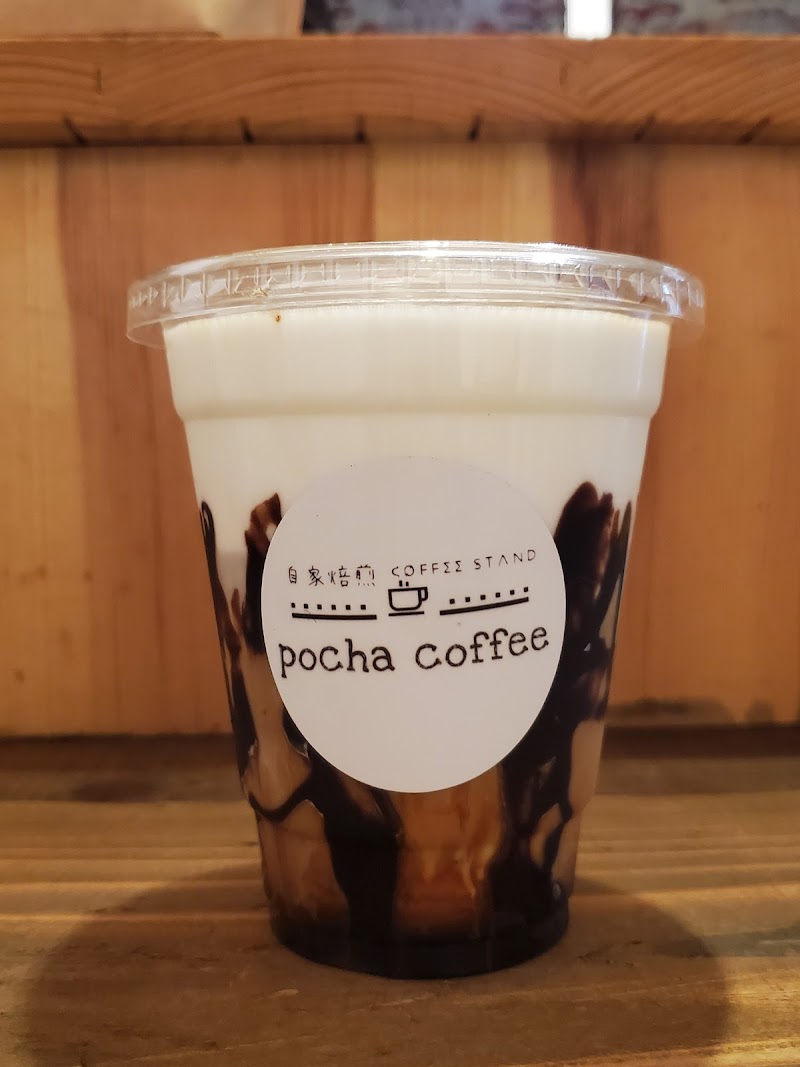 自家焙煎 COFFEE STAND
pocha coffee